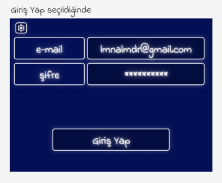 Giriş Yap seçildiğinde
e-mail lmnalmdr@gmail.com
şifre **********
Giriş Yap